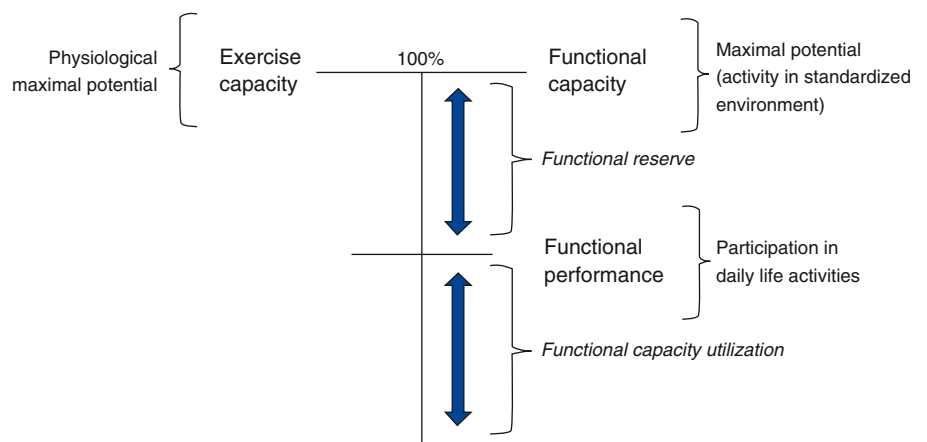 Physiological
maximal potential
Exercise
capacity
100%
Functional
capacity
Maximal potential
(activity in standardized
environment)
Functional reserve
Functional
performance
Participation in
daily life activities
Functional capacity utilization